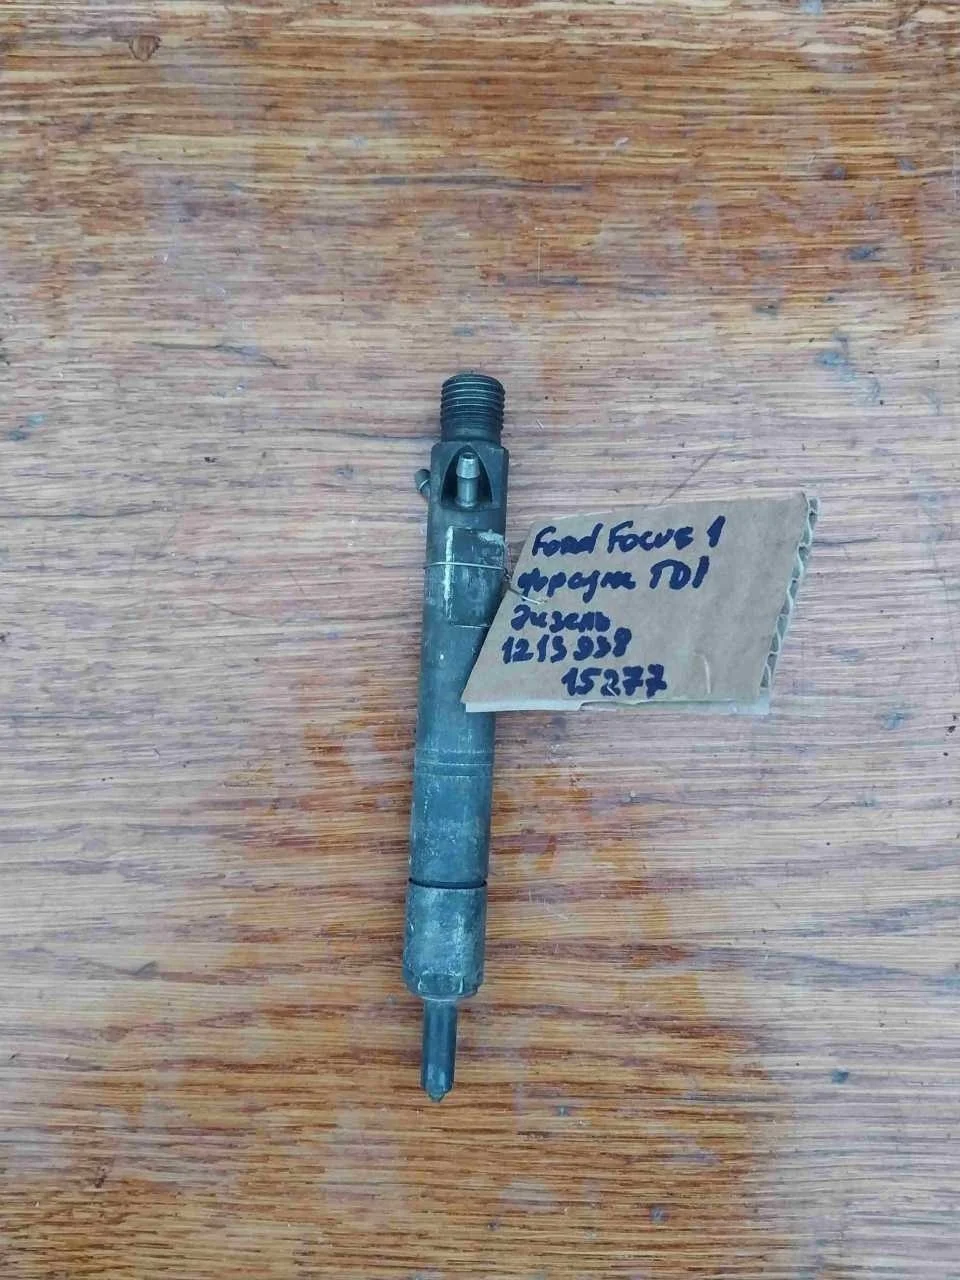 Ford Focus 1
форсунка TDI
дизель
1213938
15277